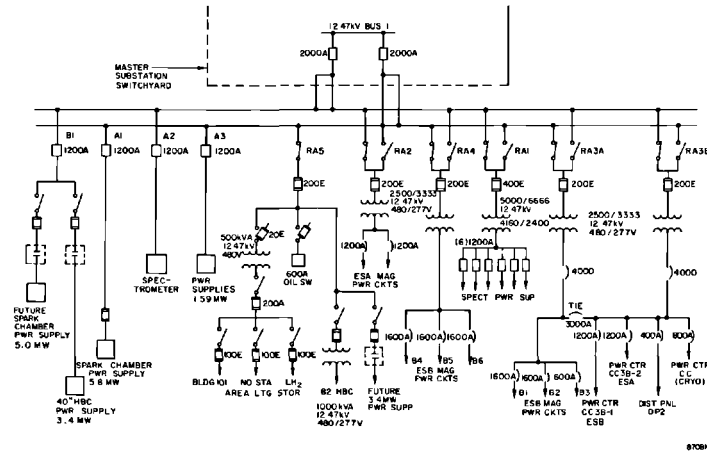 12.47kV BUS 1
2000A
2000A
MASTER
SUBSTATION
SWITCHYARD
B1
1200A
A1
1200A
A2
1200A
A3
1200A
RA5
RA2
RA4
RA1
RA3A
RA3B
200E
200E
200E
400E
200E
200E
500kVA
12.47kV
480V
20E
600A
OIL SW
2500/3333
12.47kV
480/277V
5000/6666
12.47kV
4160/2400
2500/3333
12.47kV
480/277V
1200A
1200A
ESA MAG
PWR CKTS
(6)1200A
SPECT PWR SUP
SPEC-
TROMETER
PWR
SUPPLIES
1.59 MW
200A
4000
4000
TIE
3000A
FUTURE
SPARK
CHAMBER
PWR SUPPLY
5.0 MW
SPARK CHAMBER
PWR SUPPLY
5.8 MW
40" HBC
PWR SUPPLY
3.4 MW
100E
100E
100E
BLDG 101
NO STA
LH2
AREA LTG STOR
82 HBC
1000kVA
12.47kV
480/277V
FUTURE
3.4MW
PWR SUPP
1600A
1600A
1600A
B4
B5
B6
ESB MAG
PWR CKTS
1600A
1600A
600A
B1
B2
B3
ESB MAG
PWR CKTS
1200A
1200A
400A
800A
PWR CTR
CC3B-1
ESB
PWR CTR
CC3B-2
ESA
DIST PNL
DP2
PWR CTR
CC
(CRYO)